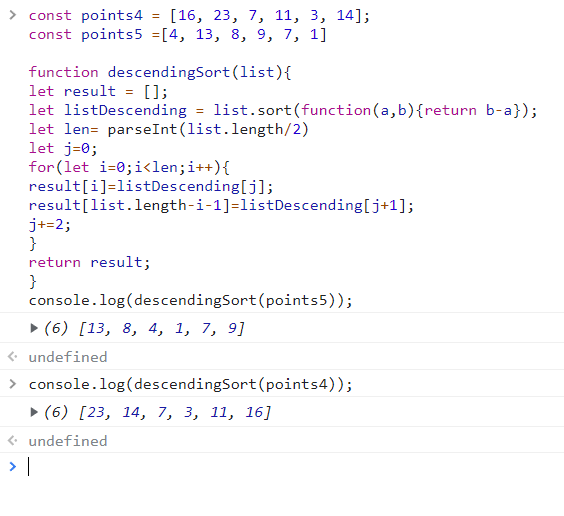 > const points4 = [16, 23, 7, 11, 3, 14];
const points5 =[4, 13, 8, 9, 7, 1]
function descendingSort(list){
let result = [];
let listDescending = list.sort(function(a,b){return b-a});
let len= parseInt(list.length/2)
let j=0;
for(let i=0;i<len;i++){
result[i]=listDescending[j];
result[list.length-i-1]=listDescending[j+1];
j+=2;
}
return result;
}
console.log(descendingSort(points5));
▶ (6) [13, 8, 4, 1, 7, 9]
undefined
> console.log(descendingSort(points4));
▶ (6) [23, 14, 7, 3, 11, 16]
undefined
>